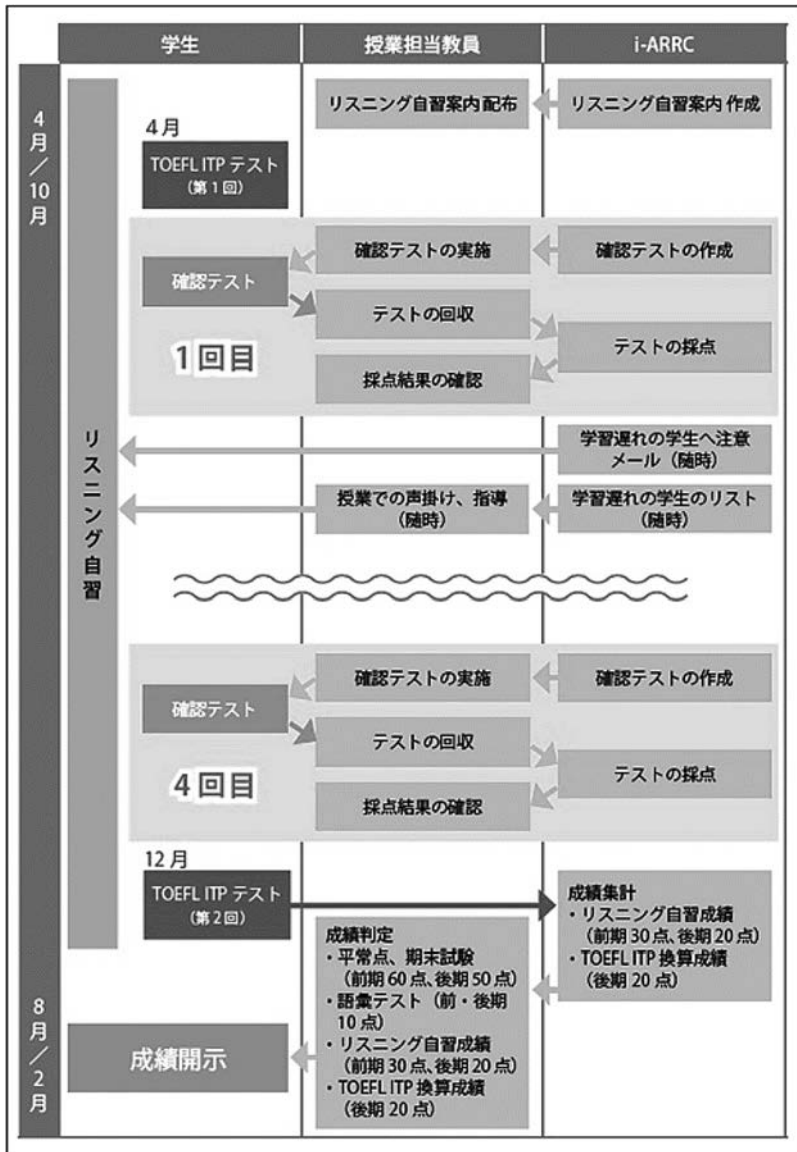 学生
授業担当教員
i-ARRC
4月／10月
リスニング自習
リスニング自習案内 配布
リスニング自習案内 作成
4月
TOEFL ITP テスト
（第1回）
確認テストの実施
確認テストの作成
確認テスト
テストの回収
テストの採点
1回目
採点結果の確認
学習遅れの学生へ注意
メール（随時）
授業での声掛け、指導
（随時）
学習遅れの学生のリスト
（随時）
確認テストの実施
確認テストの作成
確認テスト
テストの回収
テストの採点
4回目
採点結果の確認
12月
TOEFL ITP テスト
（第2回）
成績集計
・リスニング自習成績
（前期30点、後期20点）
・TOEFL ITP 換算成績
（後期20点）
成績判定
・平常点、期末試験
（前期60点、後期50点）
・語彙テスト（前・後期
10点）
・リスニング自習成績
（前期30点、後期20点）
・TOEFL ITP 換算成績
（後期20点）
8月／2月
成績開示